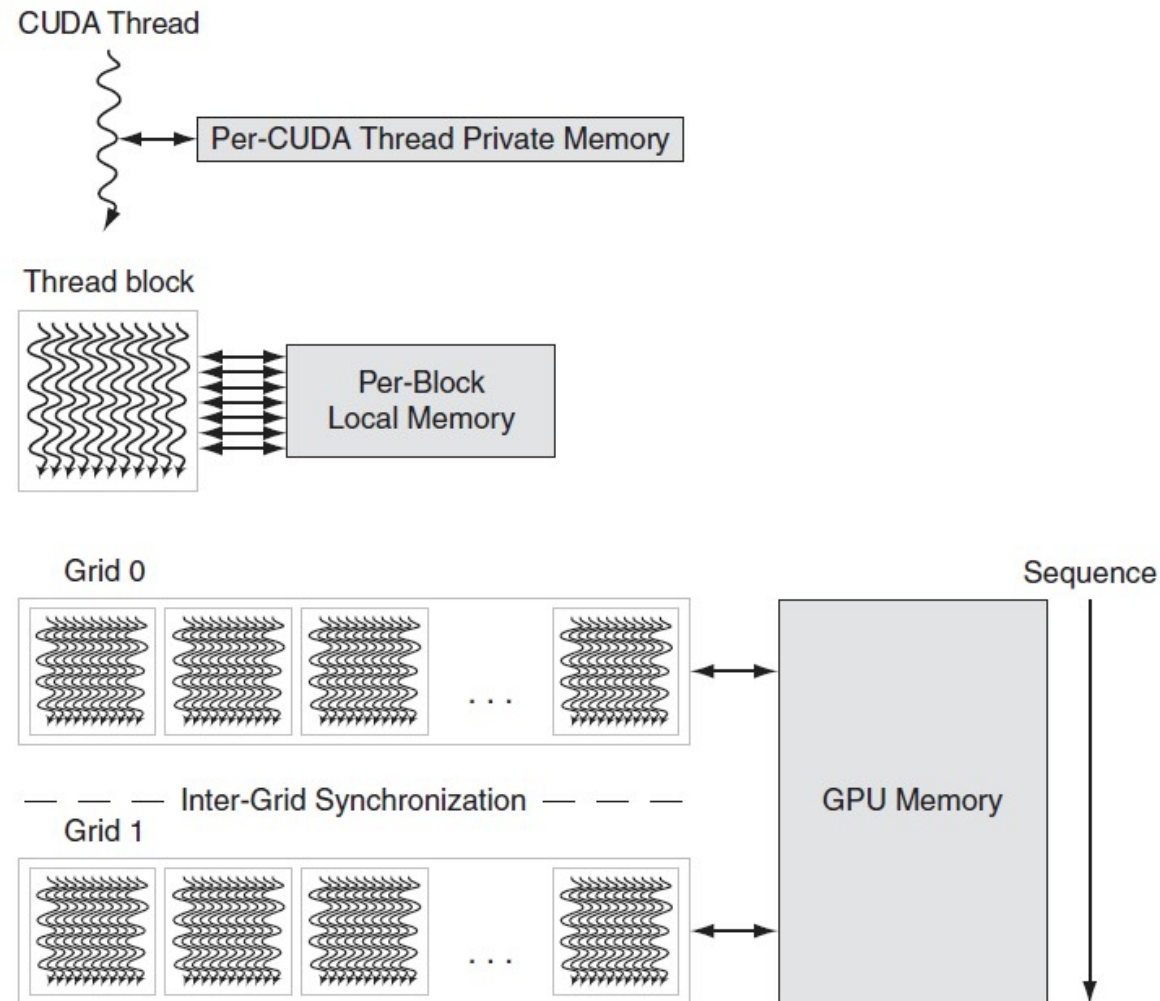 CUDA Thread
Per-CUDA Thread Private Memory
Thread block
Per-Block
Local Memory
Grid 0
Sequence
. . .
Inter-Grid Synchronization
GPU Memory
Grid 1
. . .